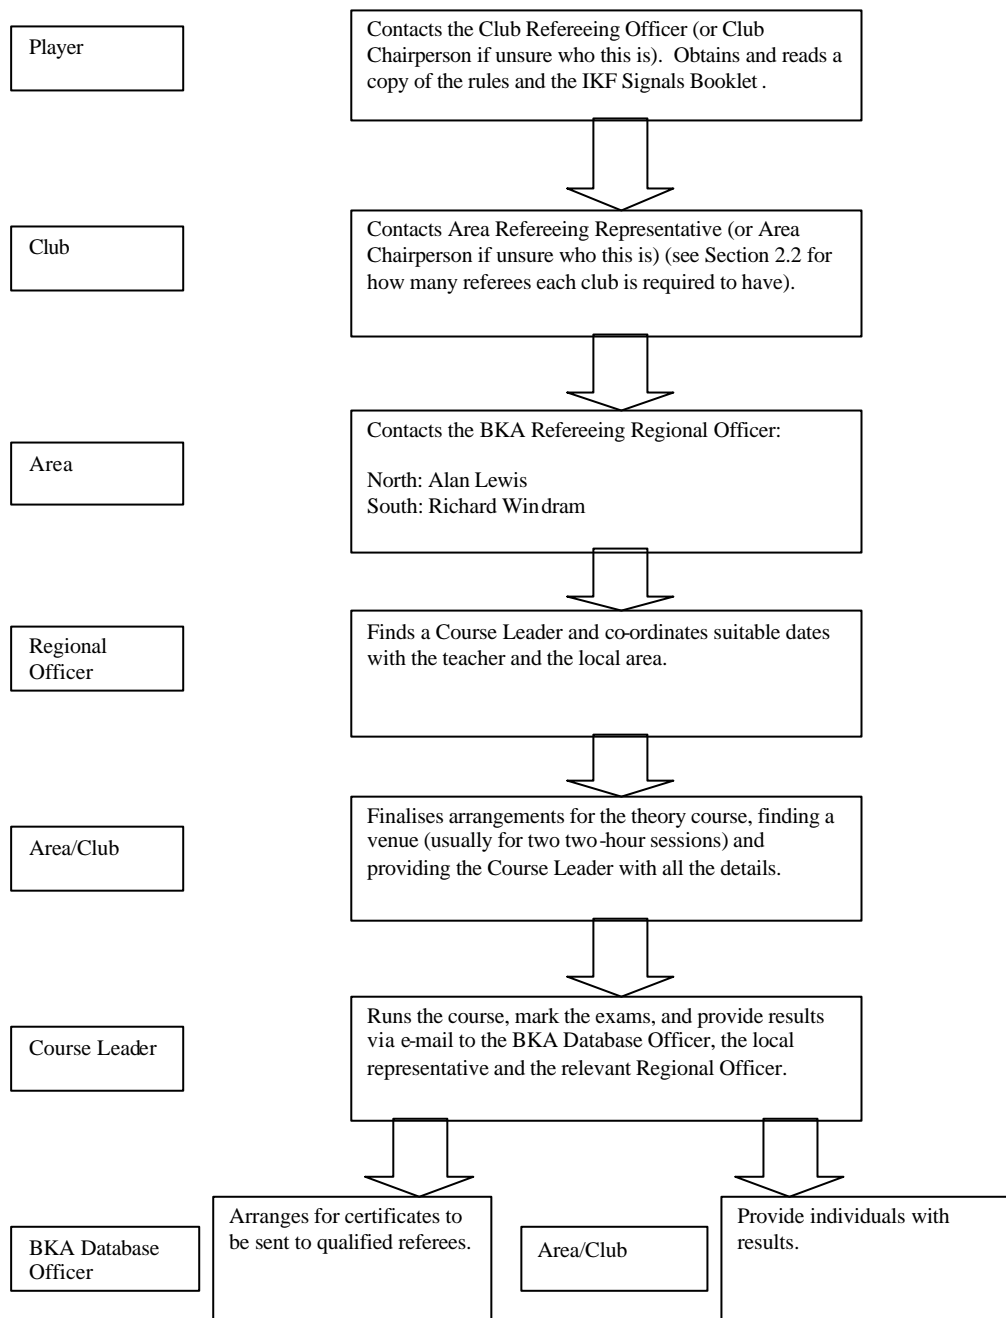 Player
Contacts the Club Refereeing Officer (or Club
Chairperson if unsure who this is). Obtains and reads a
copy of the rules and the IKF Signals Booklet .
Club
Contacts Area Refereeing Representative (or Area
Chairperson if unsure who this is) (see Section 2.2 for
how many referees each club is required to have).
Area
Contacts the BKA Refereeing Regional Officer:
North: Alan Lewis
South: Richard Windram
Regional
Officer
Finds a Course Leader and co-ordinates suitable dates
with the teacher and the local area.
Area/Club
Finalises arrangements for the theory course, finding a
venue (usually for two two-hour sessions) and
providing the Course Leader with all the details.
Course Leader
Runs the course, mark the exams, and provide results
via e-mail to the BKA Database Officer, the local
representative and the relevant Regional Officer.
BKA Database
Officer
Arranges for certificates to
be sent to qualified referees.
Area/Club
Provide individuals with
results.